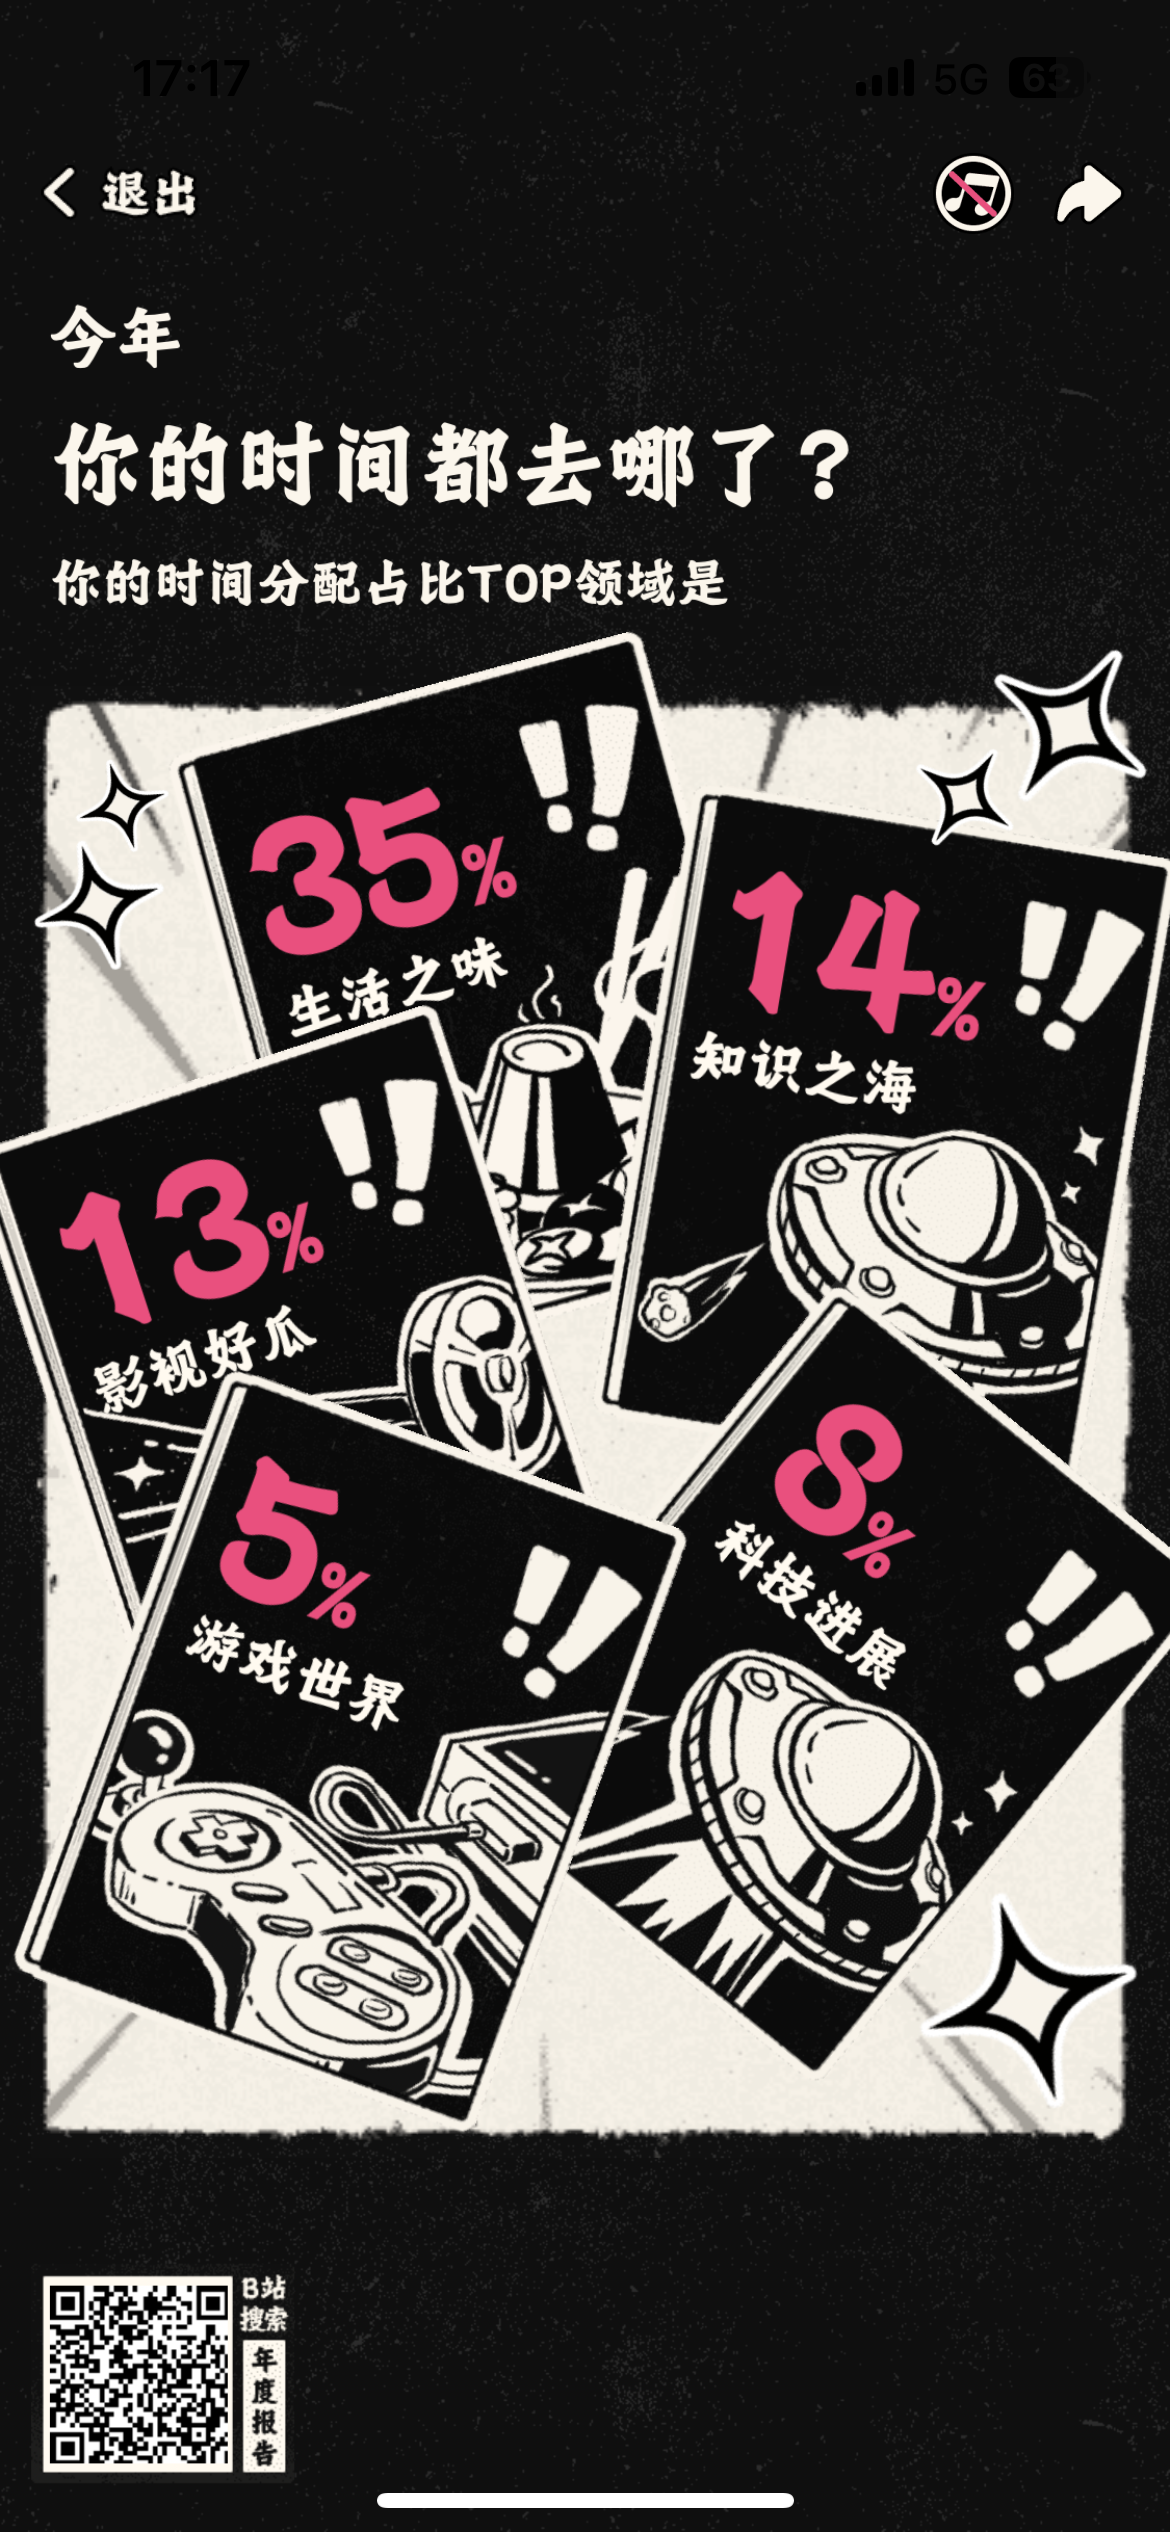 17:17
5G
63
退出
今年
你的时间都去哪了？
你的时间分配占比TOP领域是
35%
生活之味
14%
知识之海
13%
影视好瓜
8%
科技进展
5%
游戏世界
B站
搜索
年度报告